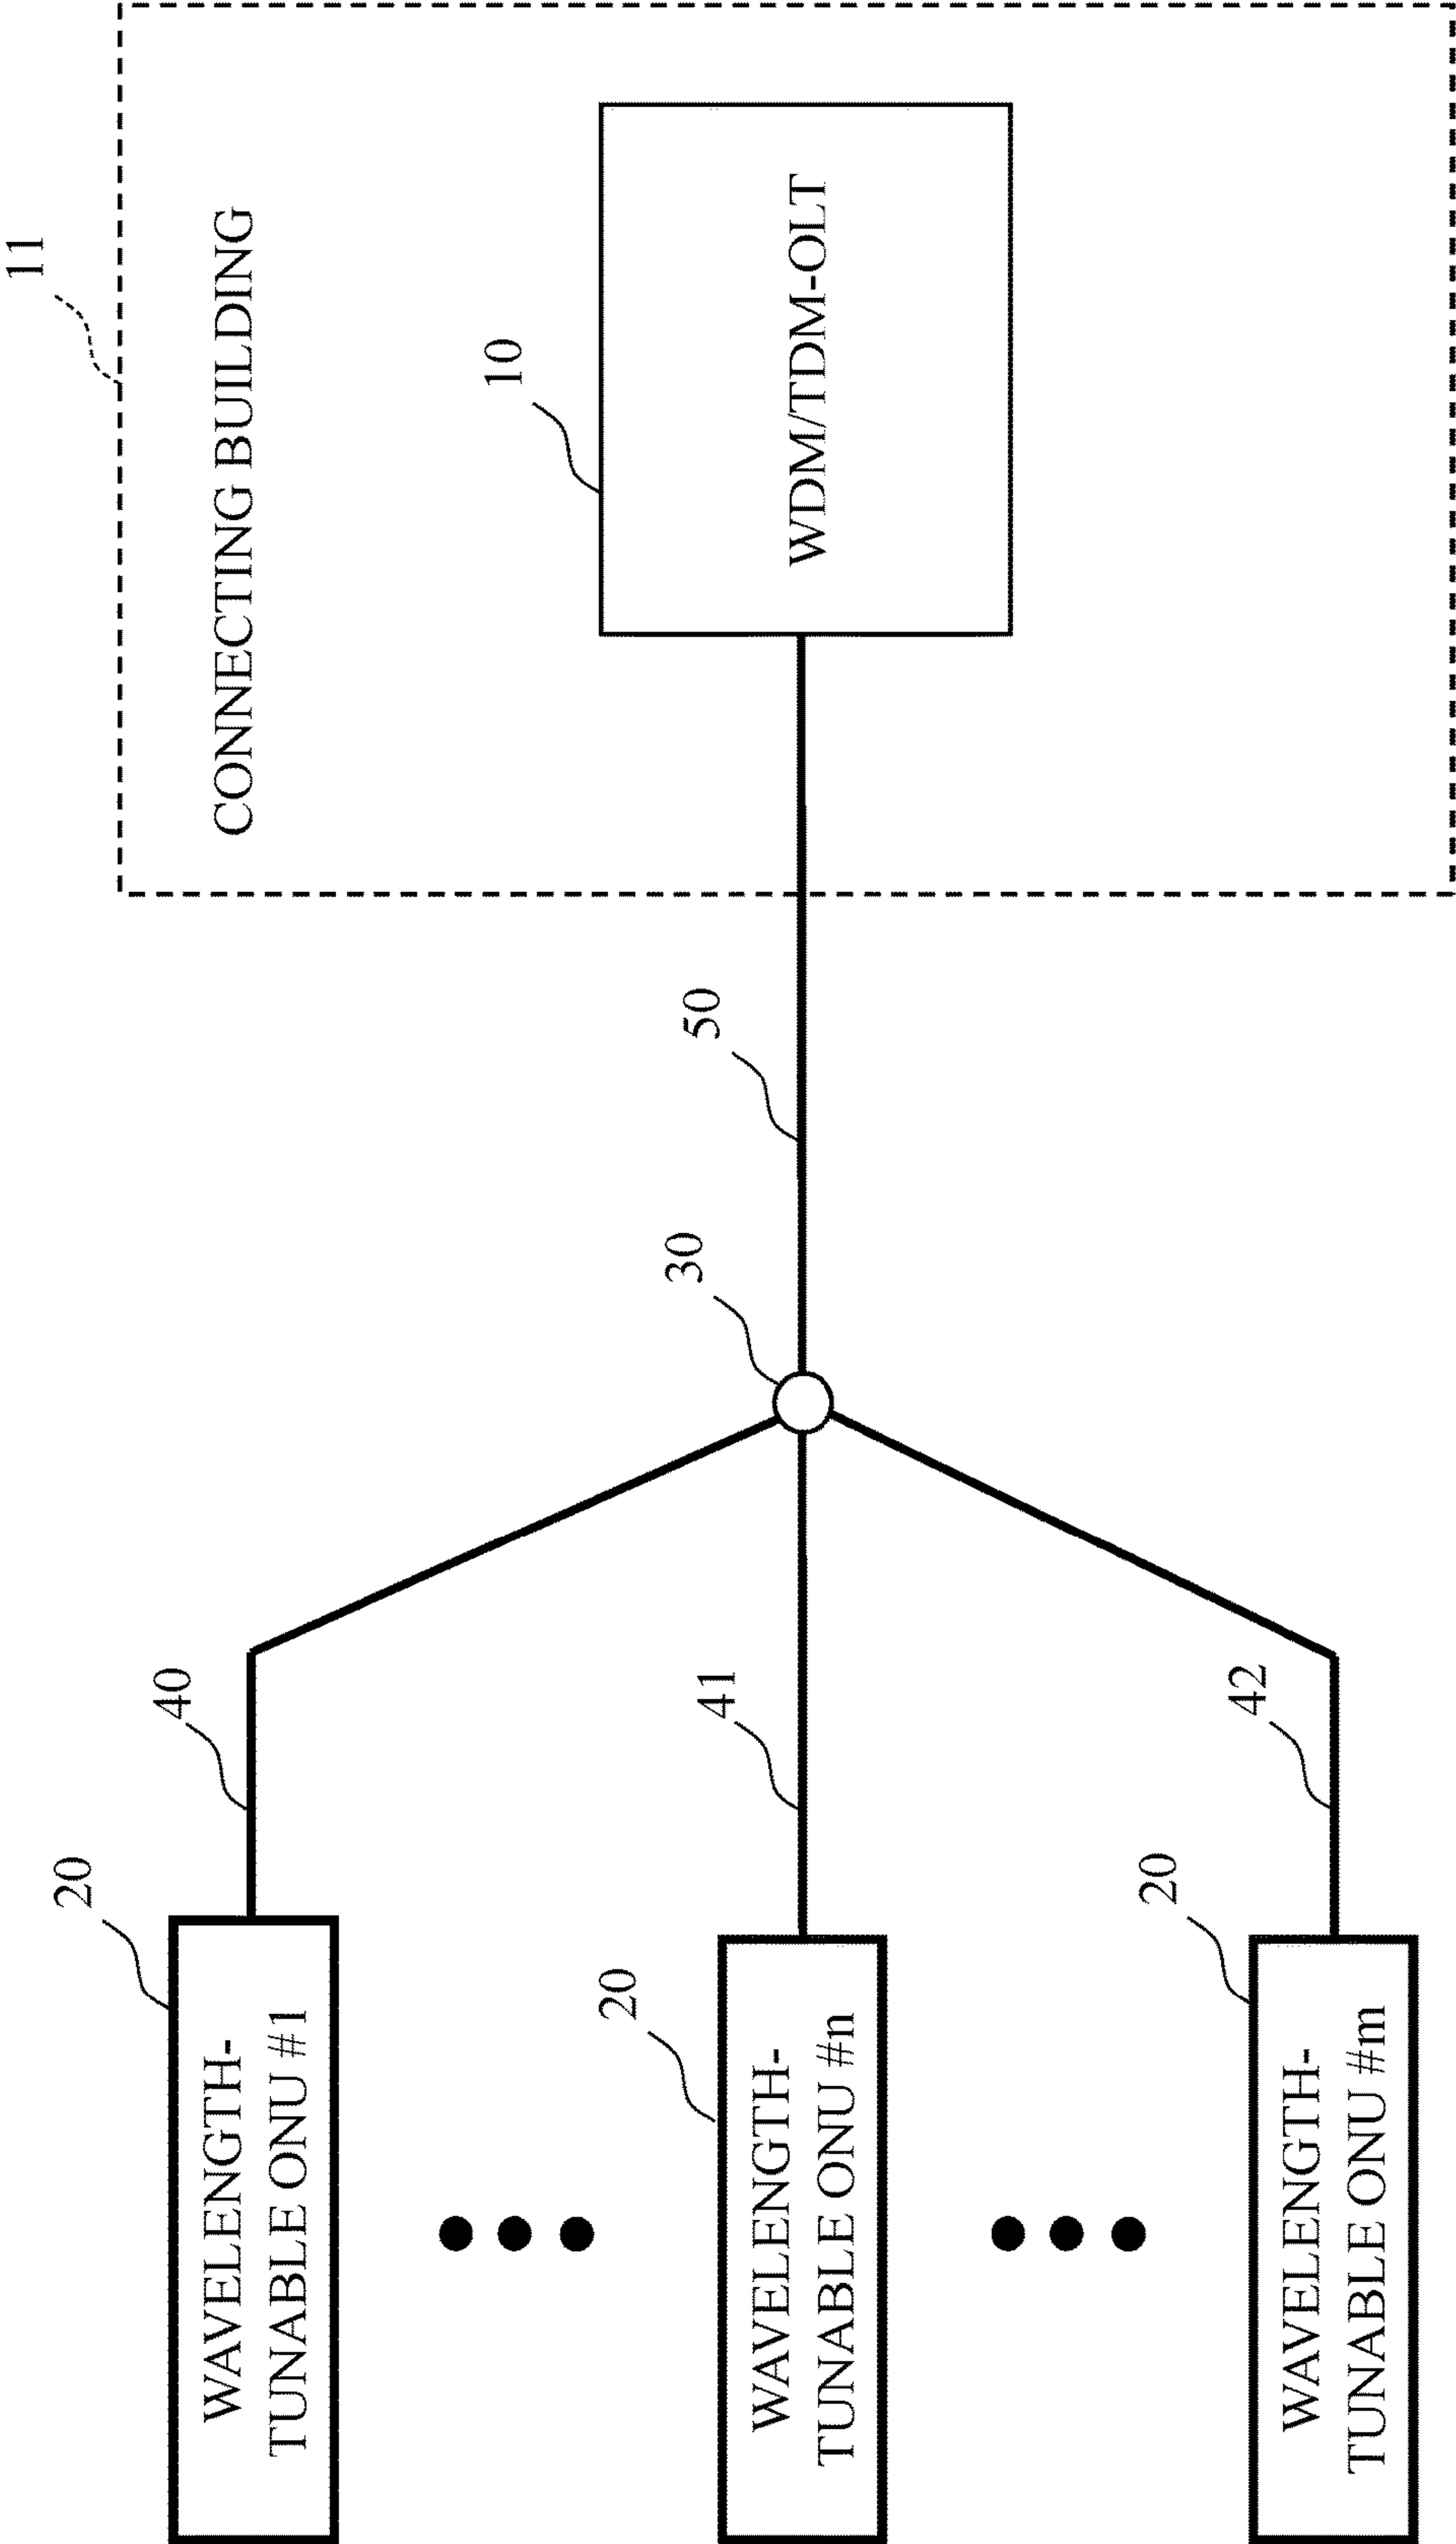 11
CONNECTING BUILDING
10
WDM/TDM-OLT
50
30
40
41
42
20
WAVELENGTH-
TUNABLE ONU #1
20
WAVELENGTH-
TUNABLE ONU #n
20
WAVELENGTH-
TUNABLE ONU #m